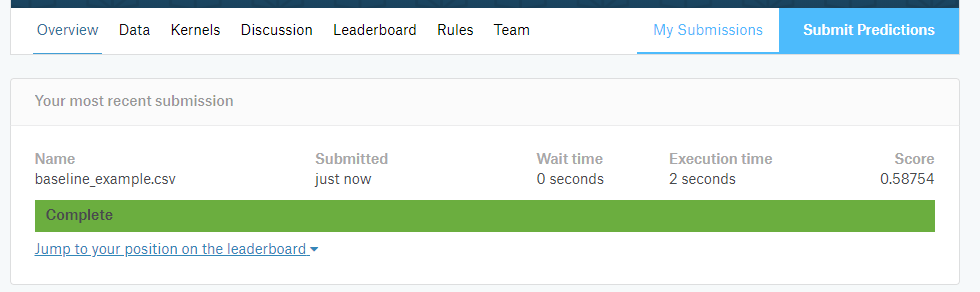 Overview Data Kernels Discussion Leaderboard Rules Team My Submissions Submit Predictions
Your most recent submission
Name Submitted Wait time Execution time Score
baseline_example.csv just now 0 seconds 2 seconds 0.58754
Complete
Jump to your position on the leaderboard